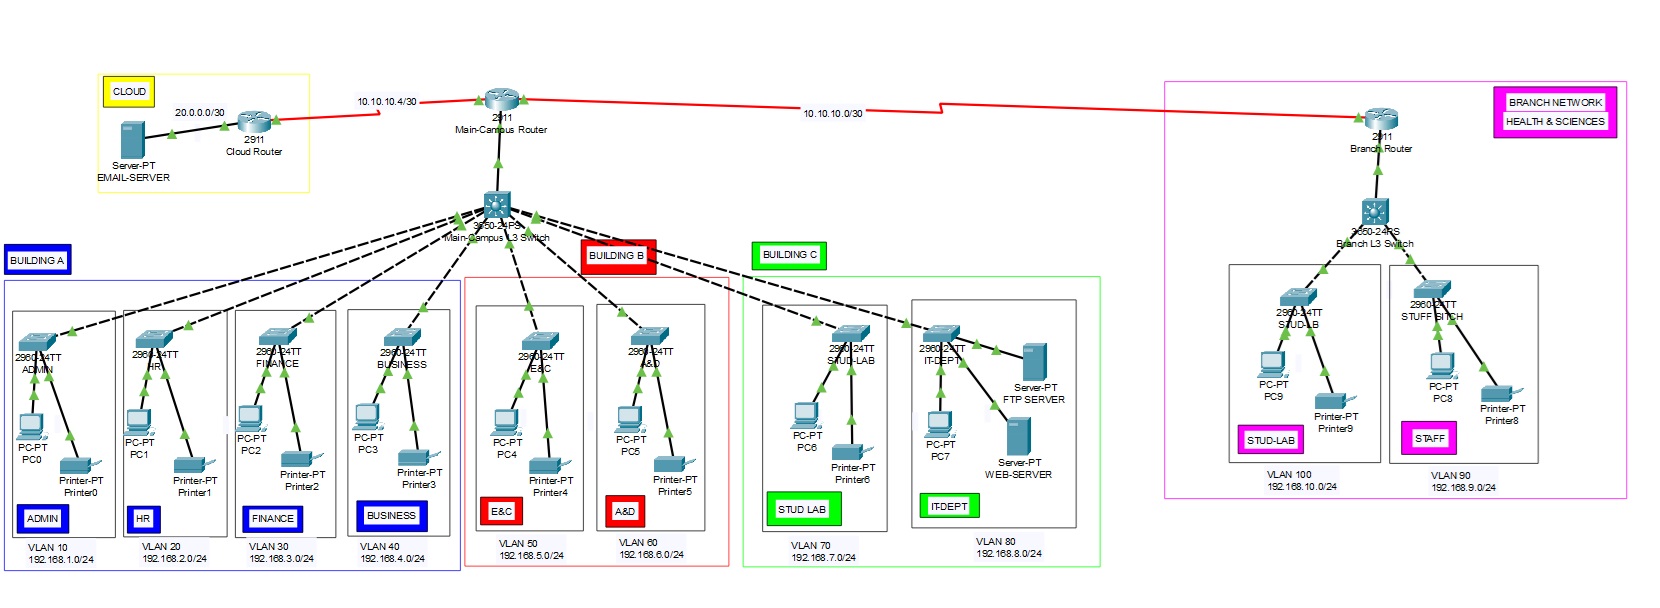 CLOUD
20.0.0.0/30
2911
Cloud Router
Server-PT
EMAIL-SERVER
10.10.10.4/30
2911
Main-Campus Router
10.10.10.0/30
2911
Branch Router
BRANCH NETWORK
HEALTH & SCIENCES
3650-24PS
Main-Campus L3 Switch
3650-24PS
Branch L3 Switch
BUILDING A
BUILDING B
BUILDING C
2960-24TT
ADMIN
PC-PT
PC0
Printer-PT
Printer0
ADMIN
VLAN 10
192.168.1.0/24
2960-24TT
HR
PC-PT
PC1
Printer-PT
Printer1
HR
VLAN 20
192.168.2.0/24
2960-24TT
FINANCE
PC-PT
PC2
Printer-PT
Printer2
FINANCE
VLAN 30
192.168.3.0/24
2960-24TT
BUSINESS
PC-PT
PC3
Printer-PT
Printer3
BUSINESS
VLAN 40
192.168.4.0/24
2960-24TT
E&C
PC-PT
PC4
Printer-PT
Printer4
E&C
VLAN 50
192.168.5.0/24
2960-24TT
A&D
PC-PT
PC5
Printer-PT
Printer5
A&D
VLAN 60
192.168.6.0/24
2960-24TT
STUD-LAB
PC-PT
PC6
Printer-PT
Printer6
STUD LAB
VLAN 70
192.168.7.0/24
2960-24TT
IT-DEPT
Server-PT
FTP SERVER
PC-PT
PC7
Server-PT
WEB-SERVER
IT-DEPT
VLAN 80
192.168.8.0/24
2960-24TT
STUD-LB
PC-PT
PC9
Printer-PT
Printer9
STUD-LAB
VLAN 100
192.168.10.0/24
2960-24TT
STUFF SITCH
PC-PT
PC8
Printer-PT
Printer8
STAFF
VLAN 90
192.168.9.0/24